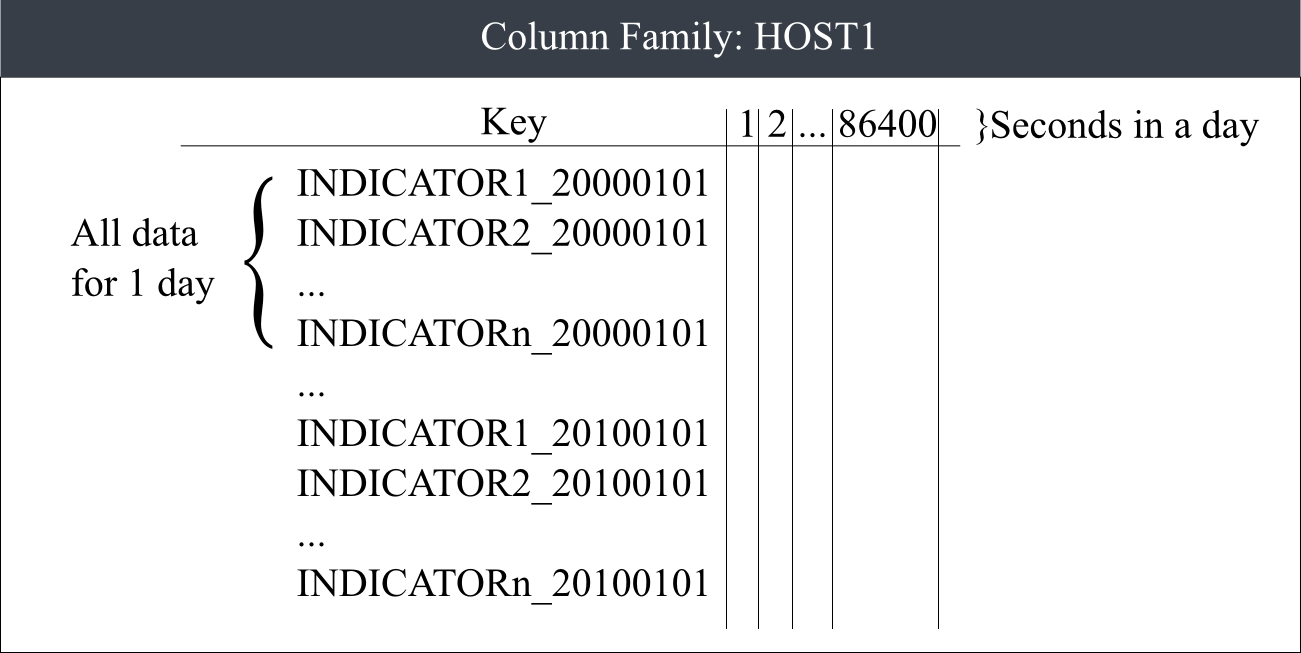 Column Family: HOST1
Key 1 2 ... 86400 }Seconds in a day
INDICATOR1_20000101
All data
for 1 day
INDICATOR2_20000101
...
INDICATORn_20000101
...
INDICATOR1_20100101
INDICATOR2_20100101
...
INDICATORn_20100101